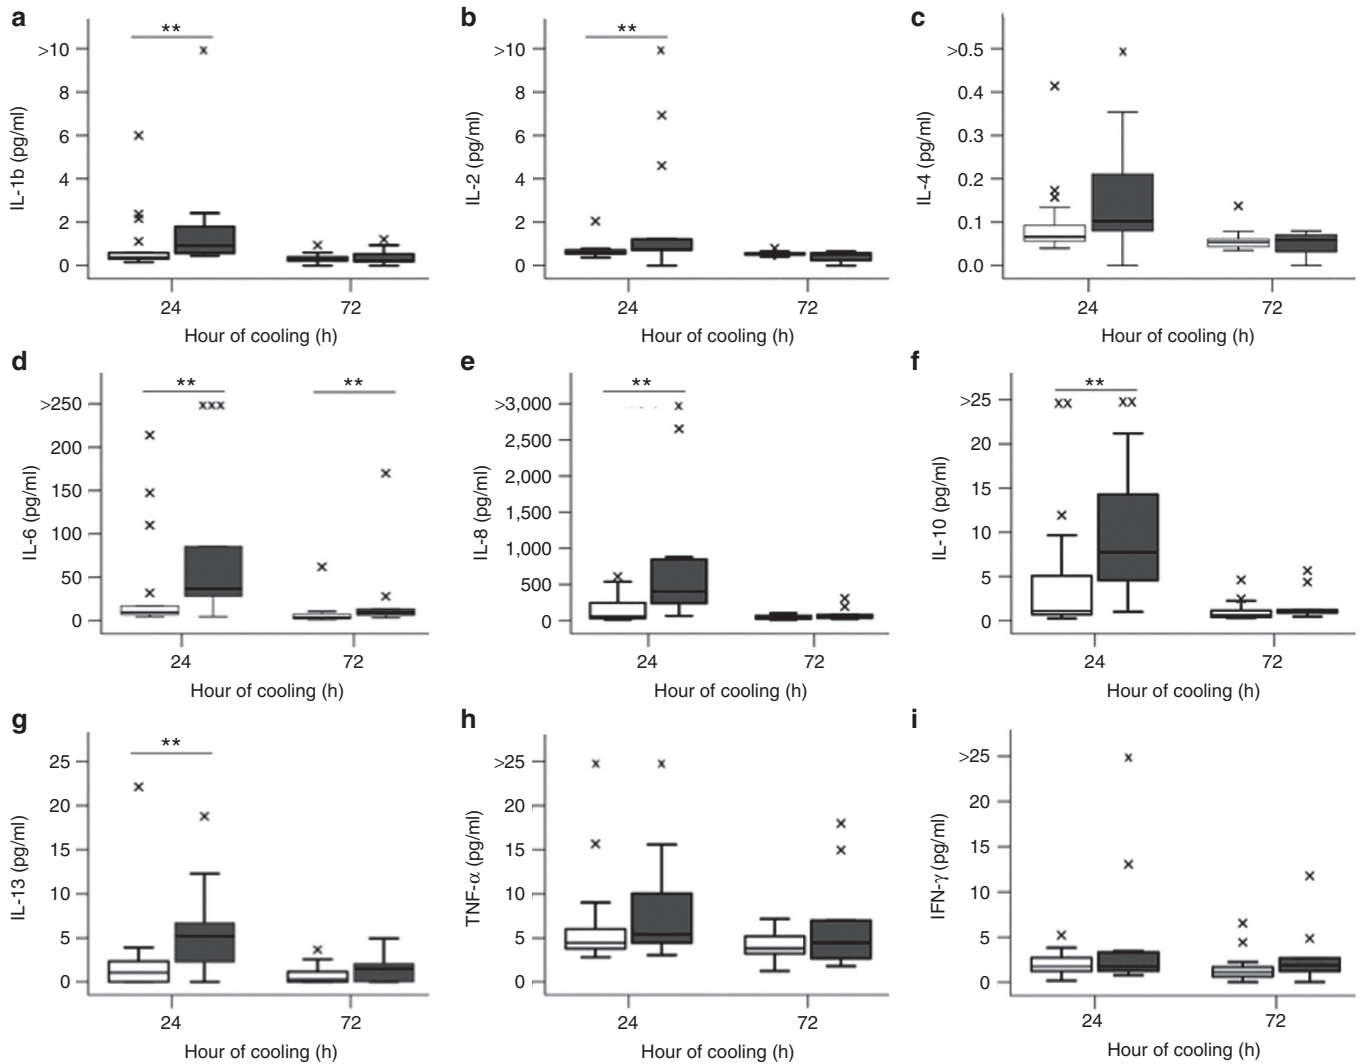 a
**
>10
8
6
4
2
0
IL-1b (pg/ml)
24
72
Hour of cooling (h)
b
**
>10
8
6
4
2
0
IL-2 (pg/ml)
24
72
Hour of cooling (h)
c
>0.5
0.4
0.3
0.2
0.1
0.0
IL-4 (pg/ml)
24
72
Hour of cooling (h)
d
**
**
>250
200
150
100
50
0
IL-6 (pg/ml)
24
72
Hour of cooling (h)
e
**
>3,000
2,500
2,000
1,500
1,000
500
0
IL-8 (pg/ml)
24
72
Hour of cooling (h)
f
**
>25
20
15
10
5
0
IL-10 (pg/ml)
24
72
Hour of cooling (h)
g
**
25
20
15
10
5
0
IL-13 (pg/ml)
24
72
Hour of cooling (h)
h
>25
20
15
10
5
0
TNF-α (pg/ml)
24
72
Hour of cooling (h)
i
>25
20
15
10
5
0
IFN-γ (pg/ml)
24
72
Hour of cooling (h)